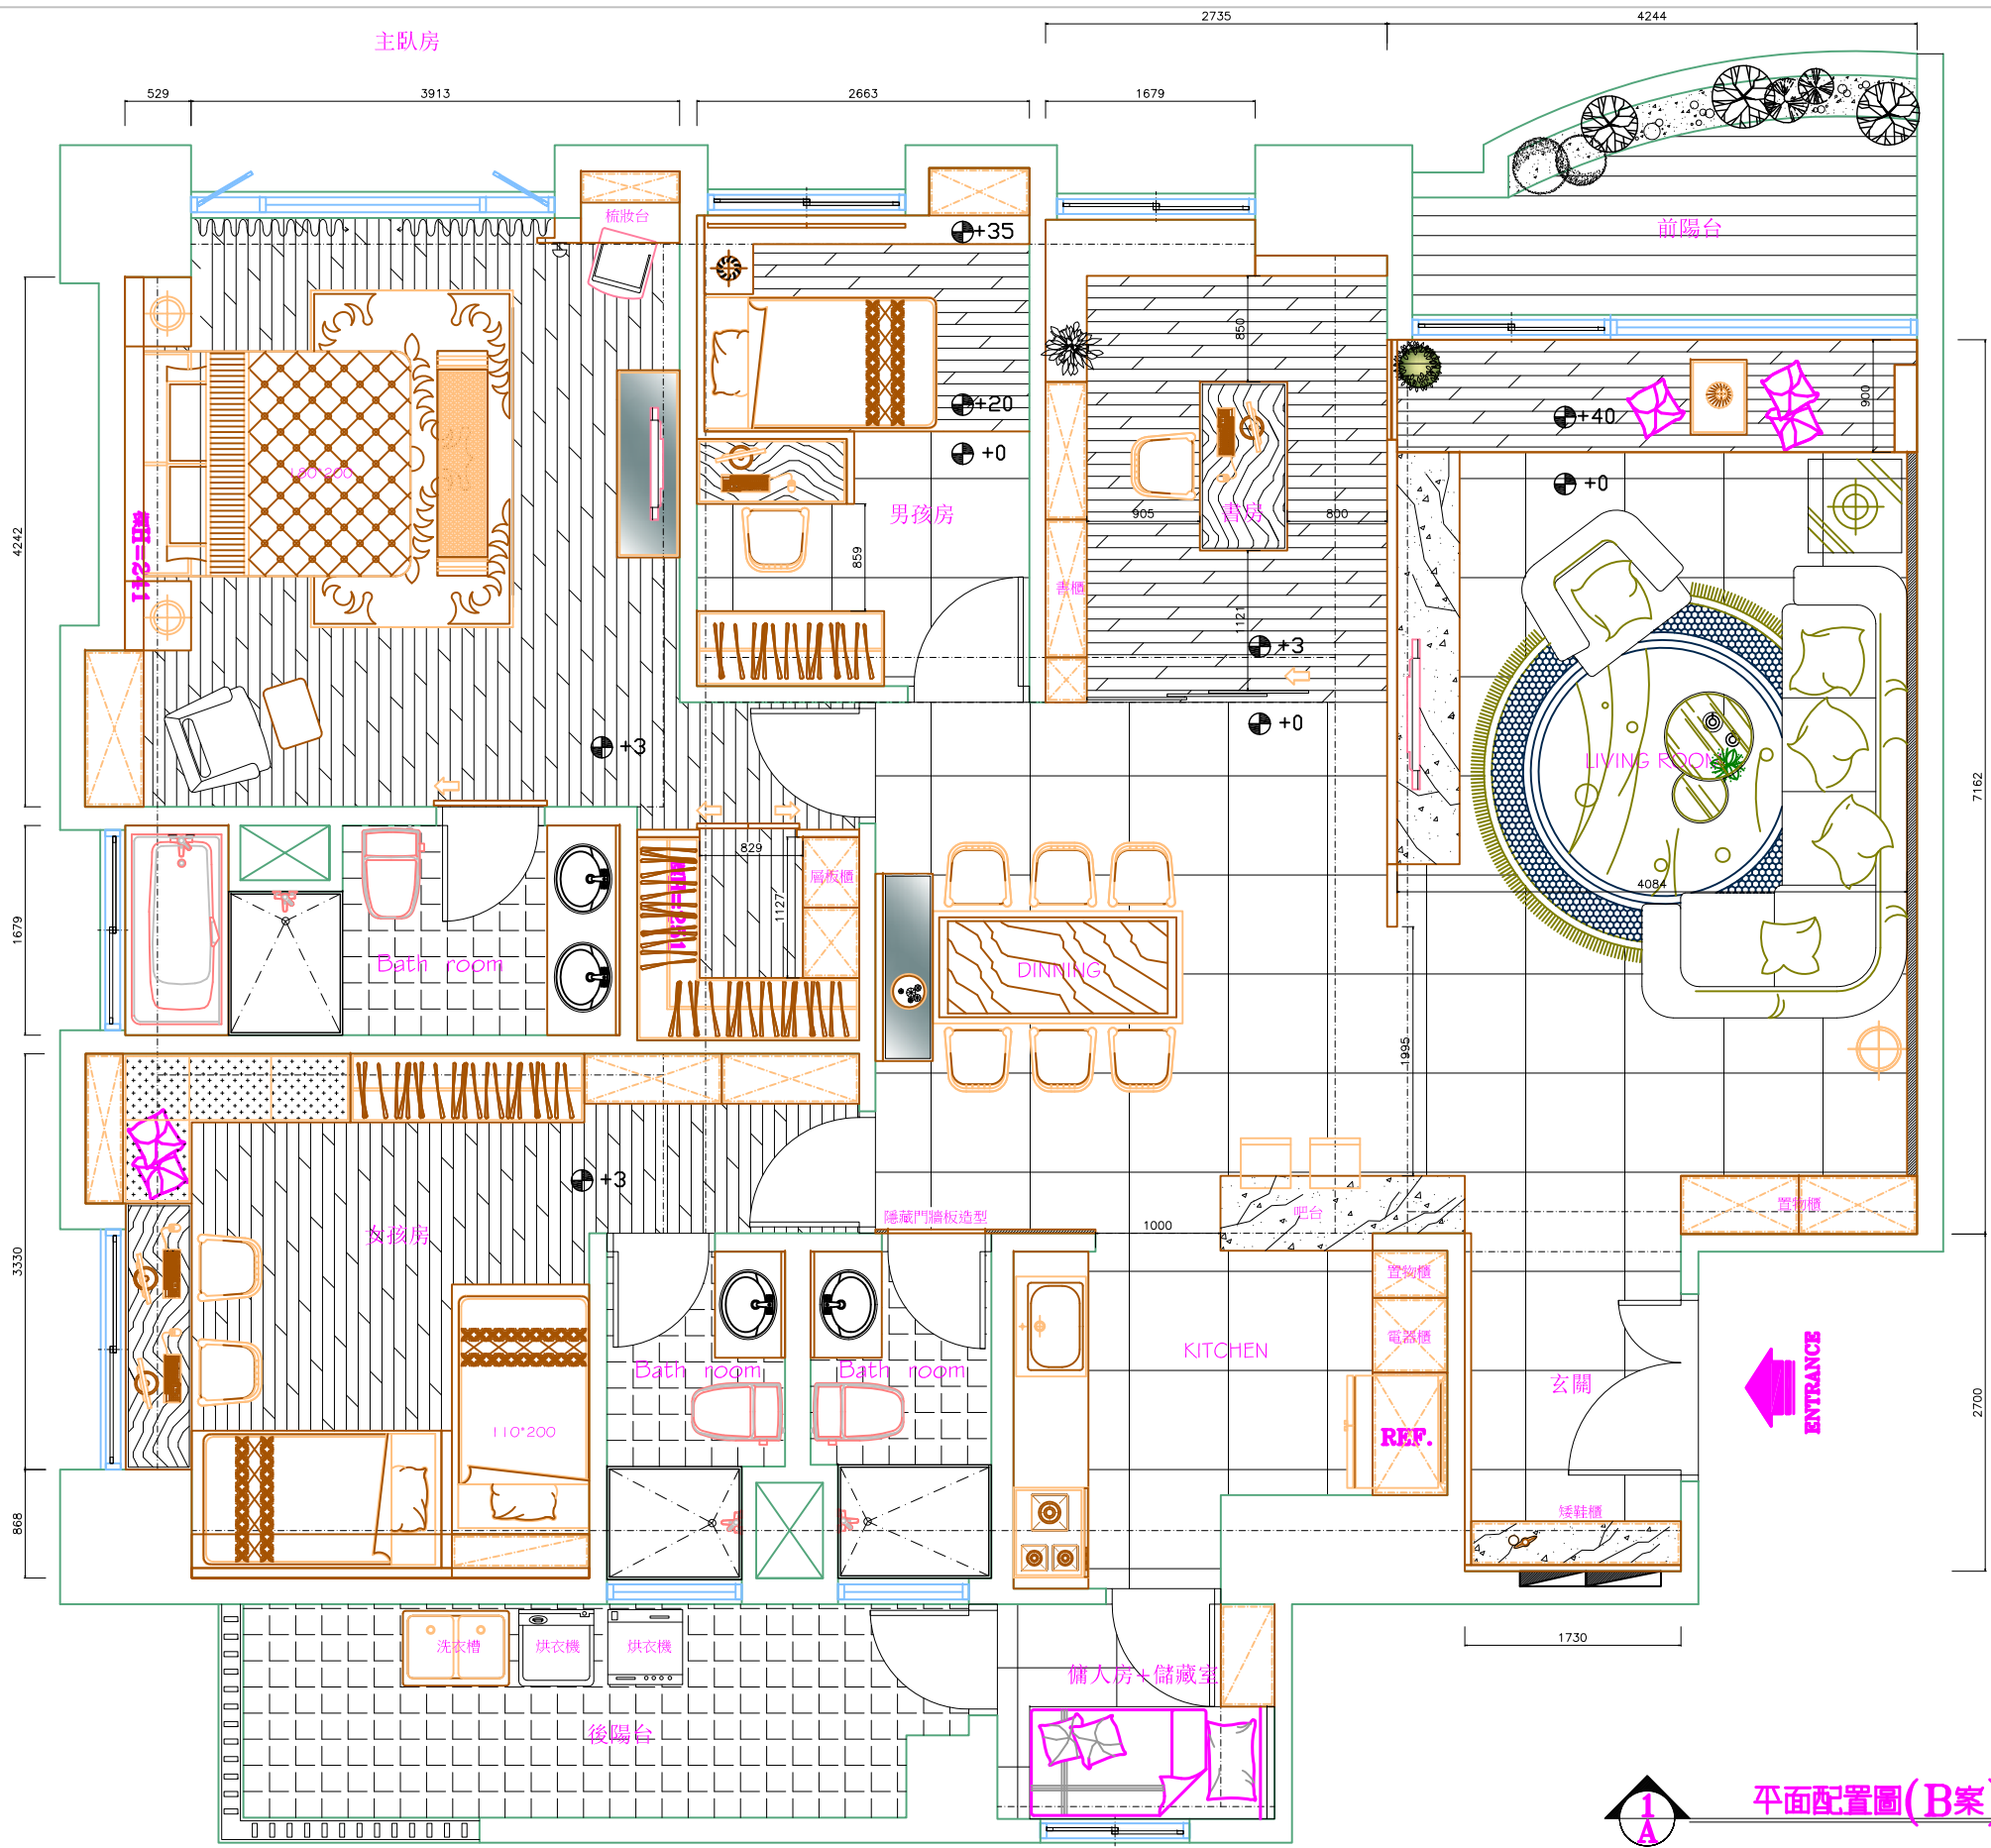 2735
4244
主臥房
529
3913
2663
1679
梳妝台
+35
前陽台
850
+20
+40
900
+0
180*200
男孩房
905
書房
800
+0
4242
859
書櫃
1121
+3
+0
+3
LIVING ROOM
7162
829
層板櫃
1127
4084
1679
Bath room
DINNING
1995
+3
女孩房
隱藏門牆板造型
1000
吧台
置物櫃
3330
置物櫃
電器櫃
KITCHEN
Bath room
Bath room
玄關
ENTRANCE
2700
110*200
REF.
868
矮鞋櫃
1730
洗衣槽
烘衣機
烘衣機
傭人房+儲藏室
後陽台
1
A
平面配置圖(B案)